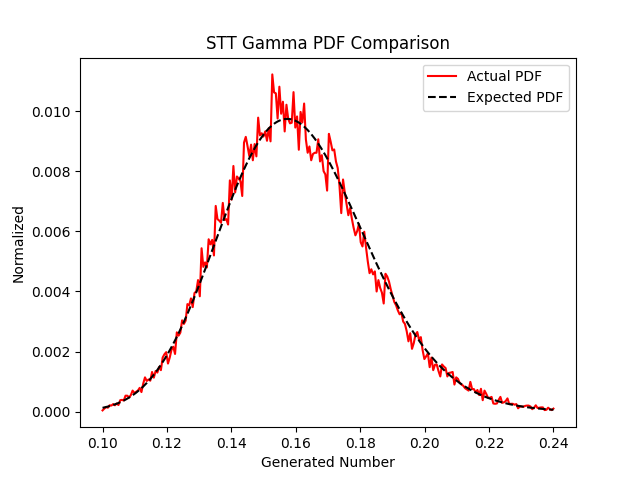 STT Gamma PDF Comparison
Actual PDF
Expected PDF
Normalized
0.010
0.008
0.006
0.004
0.002
0.000
0.10 0.12 0.14 0.16 0.18 0.20 0.22 0.24
Generated Number